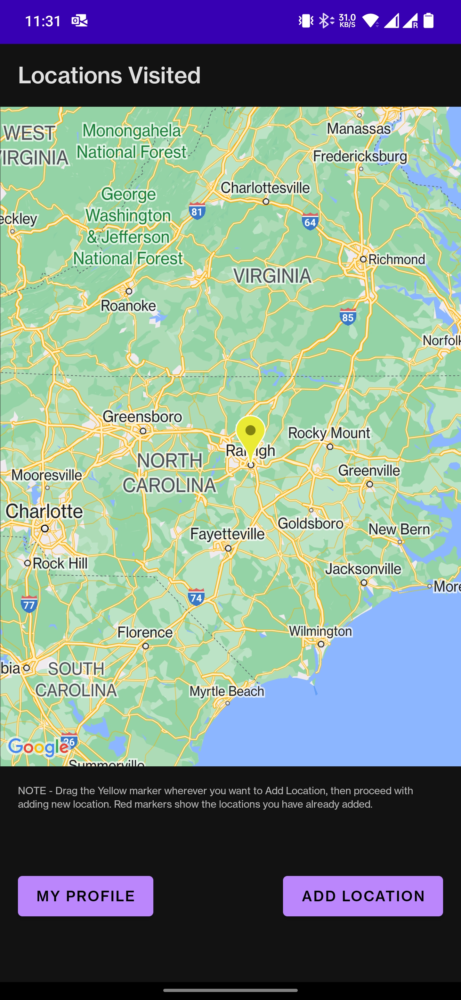 11:31
31.0
KB/S
R
Locations Visited
WEST
VIRGINIA
Monongahela
National Forest
Manassas
Fredericksburg
George
Washington
& Jefferson
National Forest
Charlottesville
81
64
eckley
Richmond
VIRGINIA
Roanoke
85
Norfolk
Greensboro
Rocky Mount
Raleigh
NORTH
CAROLINA
Greenville
Mooresville
Charlotte
Goldsboro
Fayetteville
New Bern
Rock Hill
Jacksonville
More
77
74
Florence
Wilmington
bia
SOUTH
CAROLINA
Myrtle Beach
26
Google
Summerville
NOTE - Drag the Yellow marker wherever you want to Add Location, then proceed with
adding new location. Red markers show the locations you have already added.
MY PROFILE
ADD LOCATION